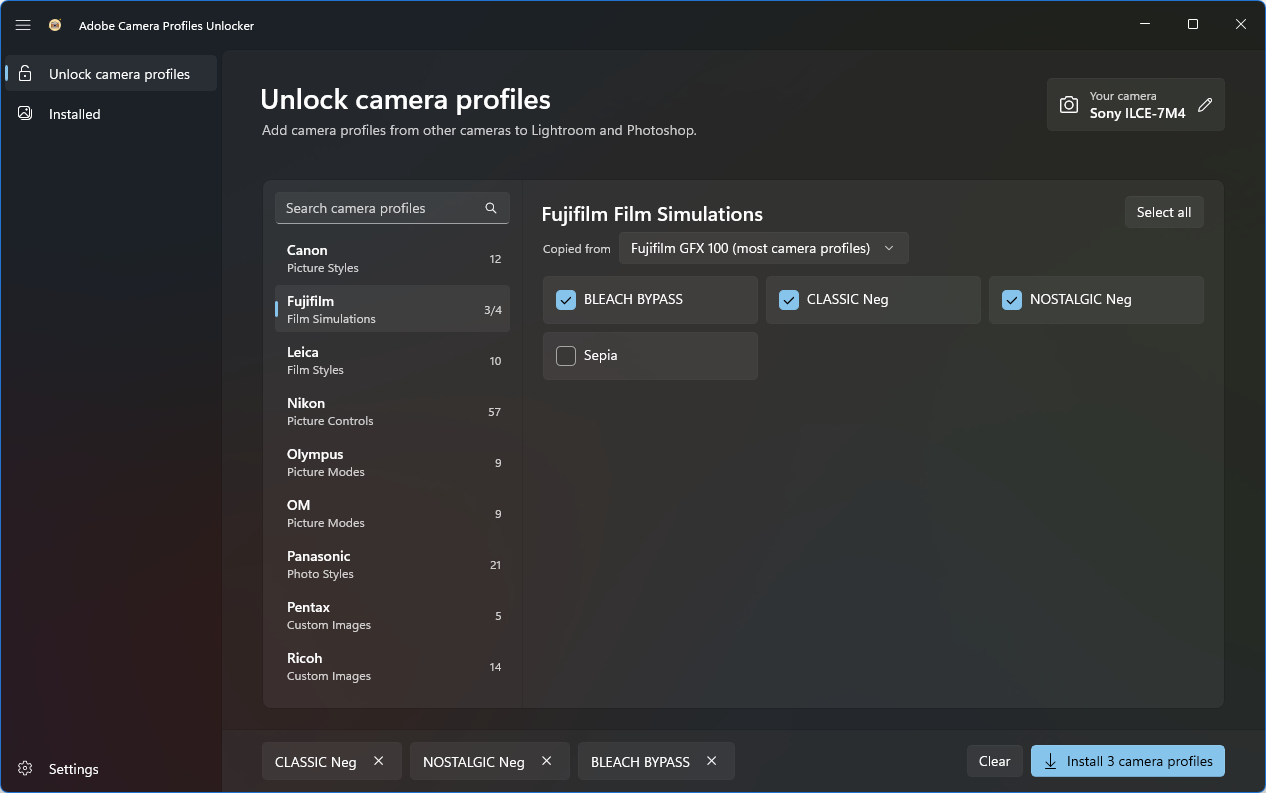 Adobe Camera Profiles Unlocker
Unlock camera profiles
Installed
Settings
Unlock camera profiles
Add camera profiles from other cameras to Lightroom and Photoshop.
Your camera
Sony ILCE-7M4
Search camera profiles
Canon
Picture Styles
12
Fujifilm
Film Simulations
3/4
Leica
Film Styles
10
Nikon
Picture Controls
57
Olympus
Picture Modes
9
OM
Picture Modes
9
Panasonic
Photo Styles
21
Pentax
Custom Images
5
Ricoh
Custom Images
14
Fujifilm Film Simulations
Select all
Copied from
Fujifilm GFX 100 (most camera profiles)
BLEACH BYPASS
CLASSIC Neg
NOSTALGIC Neg
Sepia
CLASSIC Neg
NOSTALGIC Neg
BLEACH BYPASS
Clear
Install 3 camera profiles